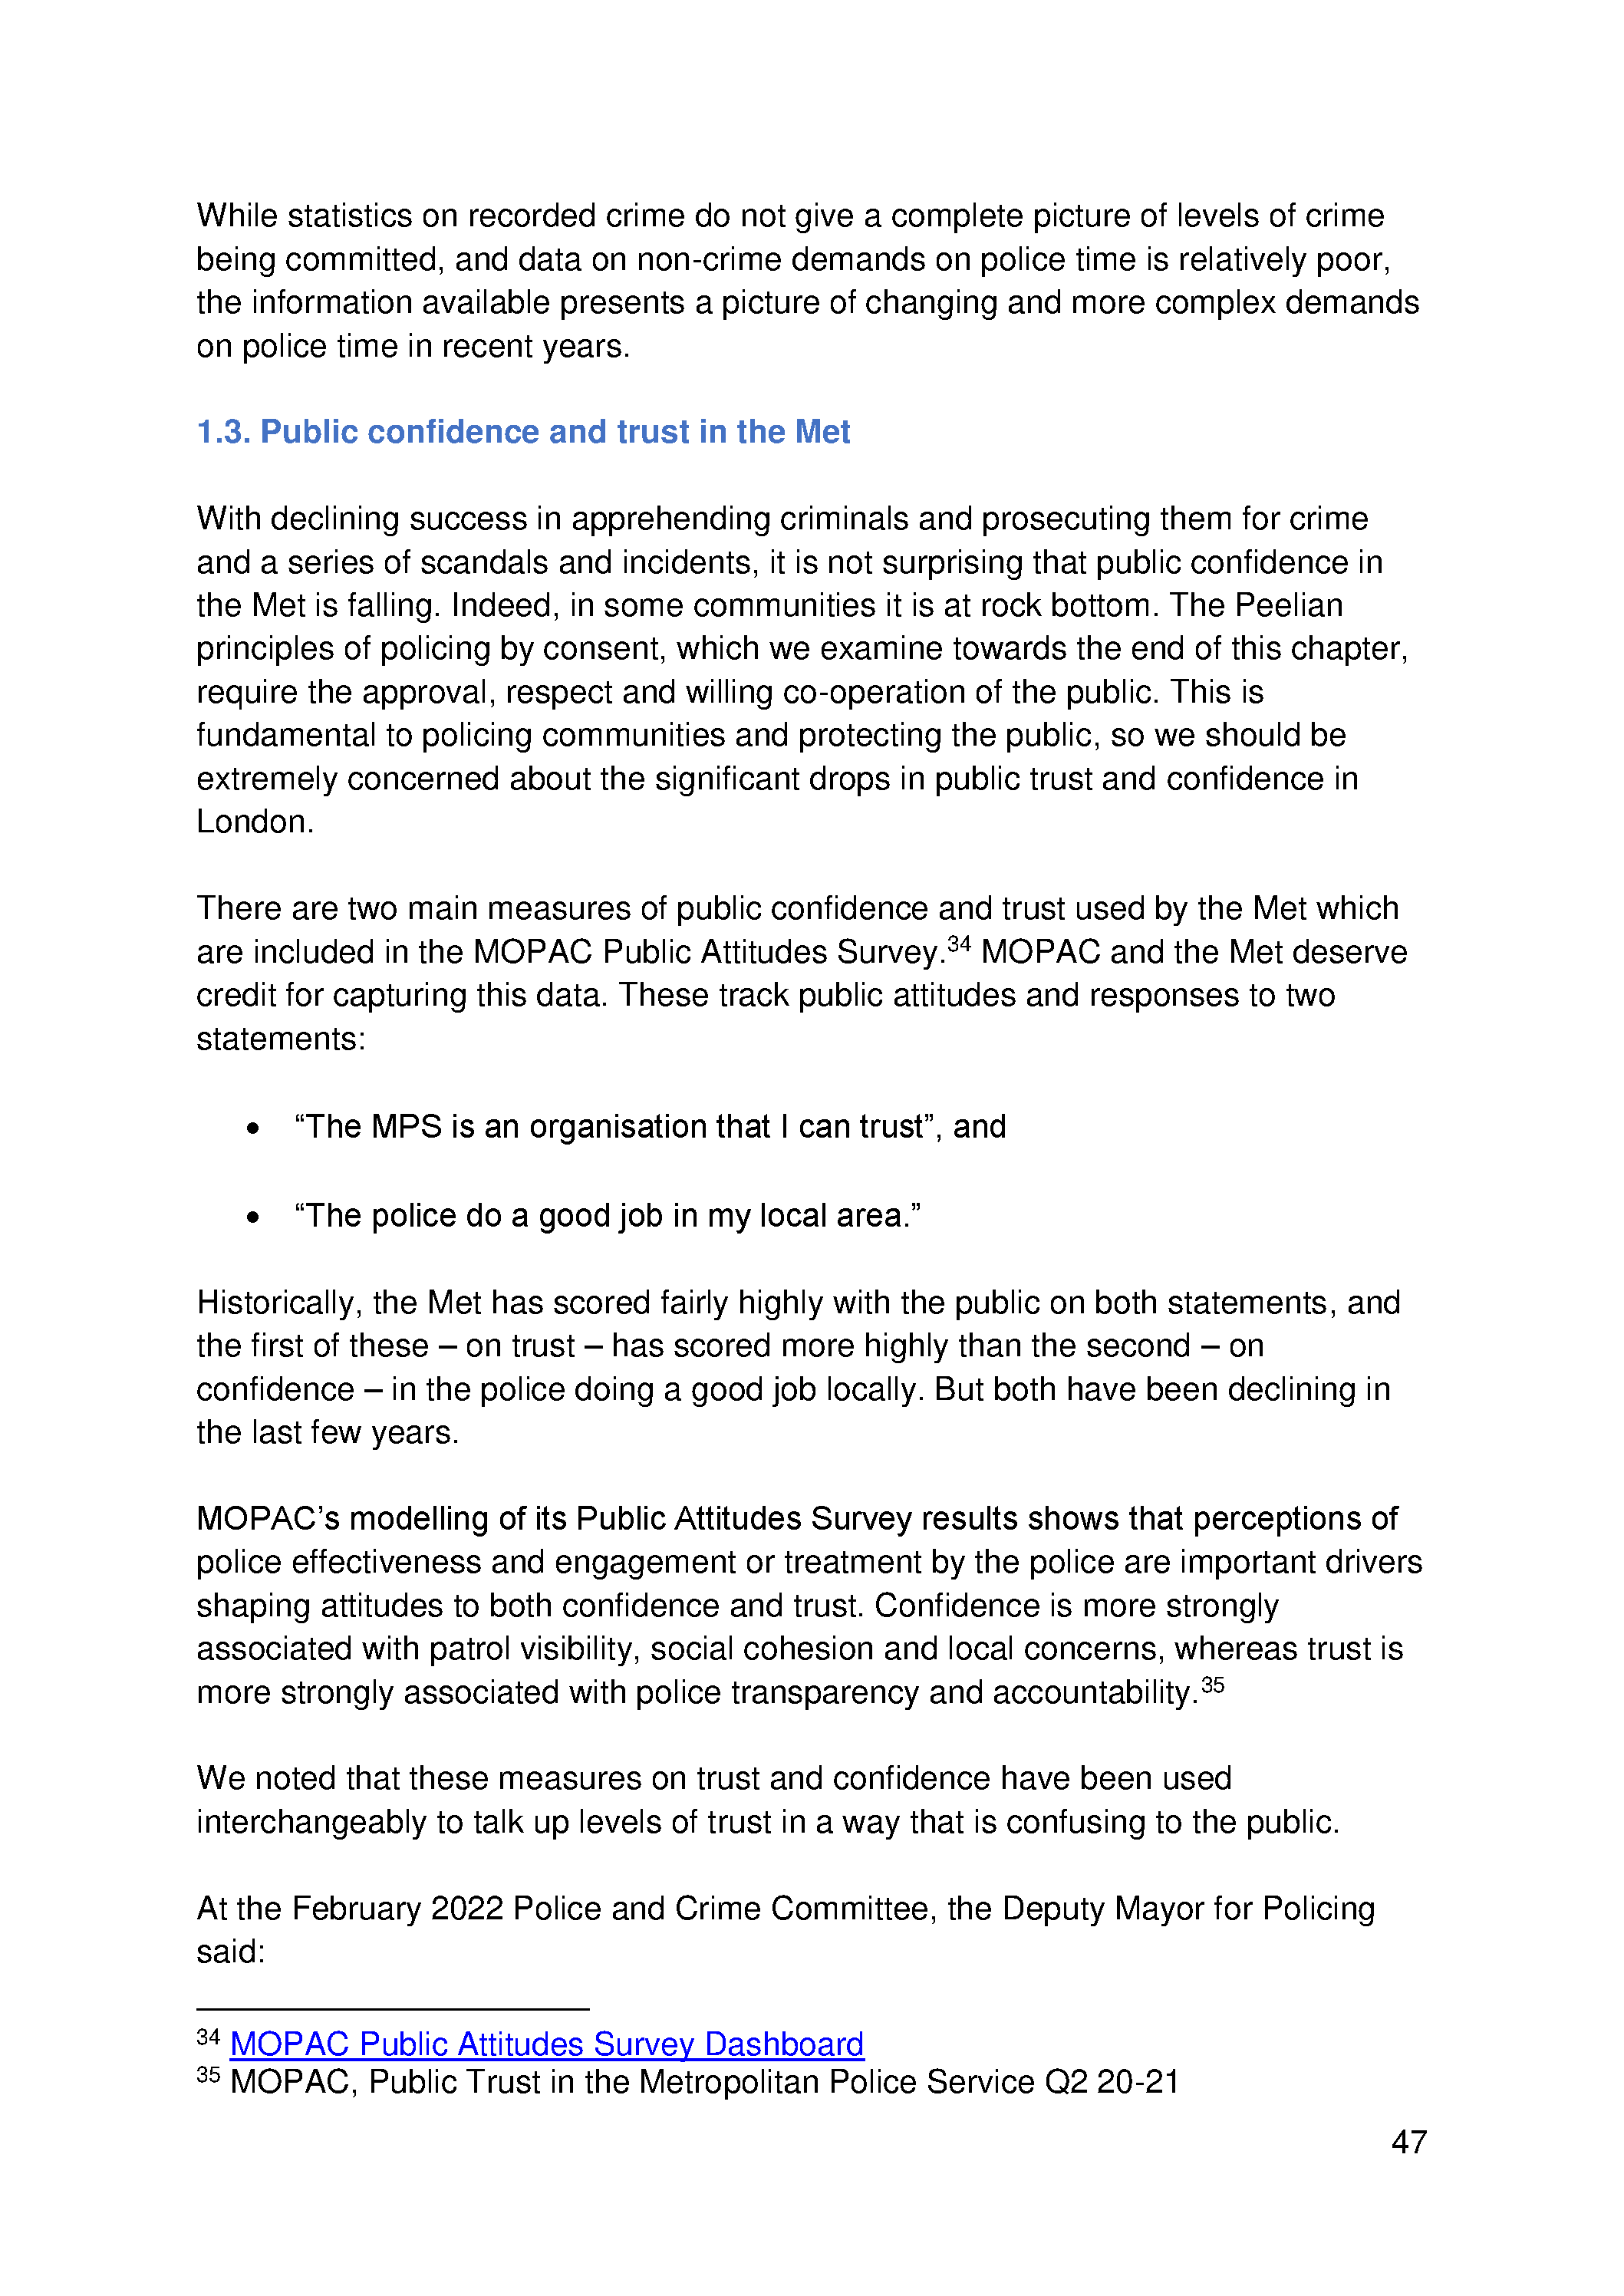 While statistics on recorded crime do not give a complete picture of levels of crime
being committed, and data on non-crime demands on police time is relatively poor,
the information available presents a picture of changing and more complex demands
on police time in recent years.
1.3. Public confidence and trust in the Met
With declining success in apprehending criminals and prosecuting them for crime
and a series of scandals and incidents, it is not surprising that public confidence in
the Met is falling. Indeed, in some communities it is at rock bottom. The Peelian
principles of policing by consent, which we examine towards the end of this chapter,
require the approval, respect and willing co-operation of the public. This is
fundamental to policing communities and protecting the public, so we should be
extremely concerned about the significant drops in public trust and confidence in
London.
There are two main measures of public confidence and trust used by the Met which
are included in the MOPAC Public Attitudes Survey.34 MOPAC and the Met deserve
credit for capturing this data. These track public attitudes and responses to two
statements:
• “The MPS is an organisation that I can trust”, and
• “The police do a good job in my local area.”
Historically, the Met has scored fairly highly with the public on both statements, and
the first of these – on trust – has scored more highly than the second – on
confidence – in the police doing a good job locally. But both have been declining in
the last few years.
MOPAC’s modelling of its Public Attitudes Survey results shows that perceptions of
police effectiveness and engagement or treatment by the police are important drivers
shaping attitudes to both confidence and trust. Confidence is more strongly
associated with patrol visibility, social cohesion and local concerns, whereas trust is
more strongly associated with police transparency and accountability.35
We noted that these measures on trust and confidence have been used
interchangeably to talk up levels of trust in a way that is confusing to the public.
At the February 2022 Police and Crime Committee, the Deputy Mayor for Policing
said:
34 MOPAC Public Attitudes Survey Dashboard
35 MOPAC, Public Trust in the Metropolitan Police Service Q2 20-21
47